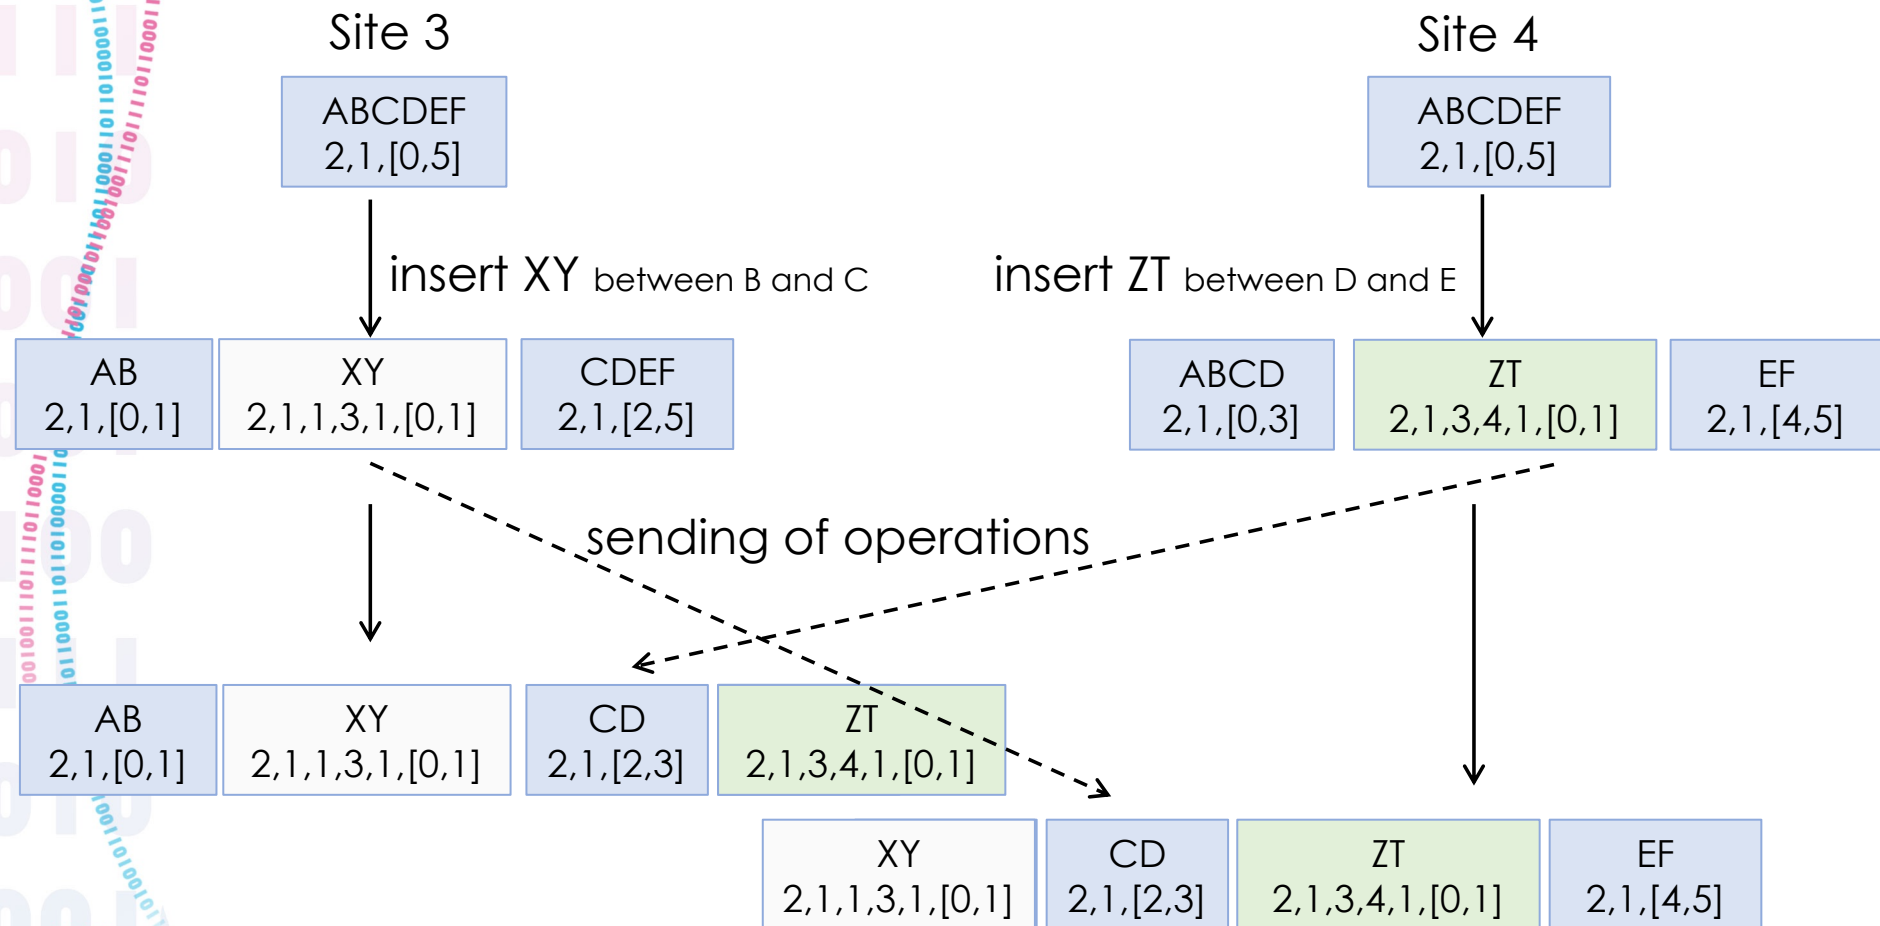 Site 3
Site 4
ABCDEF
2,1,[0,5]
ABCDEF
2,1,[0,5]
insert XY between B and C
insert ZT between D and E
AB
2,1,[0,1]
XY
2,1,1,3,1,[0,1]
CDEF
2,1,[2,5]
ABCD
2,1,[0,3]
ZT
2,1,3,4,1,[0,1]
EF
2,1,[4,5]
sending of operations
AB
2,1,[0,1]
XY
2,1,1,3,1,[0,1]
CD
2,1,[2,3]
ZT
2,1,3,4,1,[0,1]
XY
2,1,1,3,1,[0,1]
CD
2,1,[2,3]
ZT
2,1,3,4,1,[0,1]
EF
2,1,[4,5]